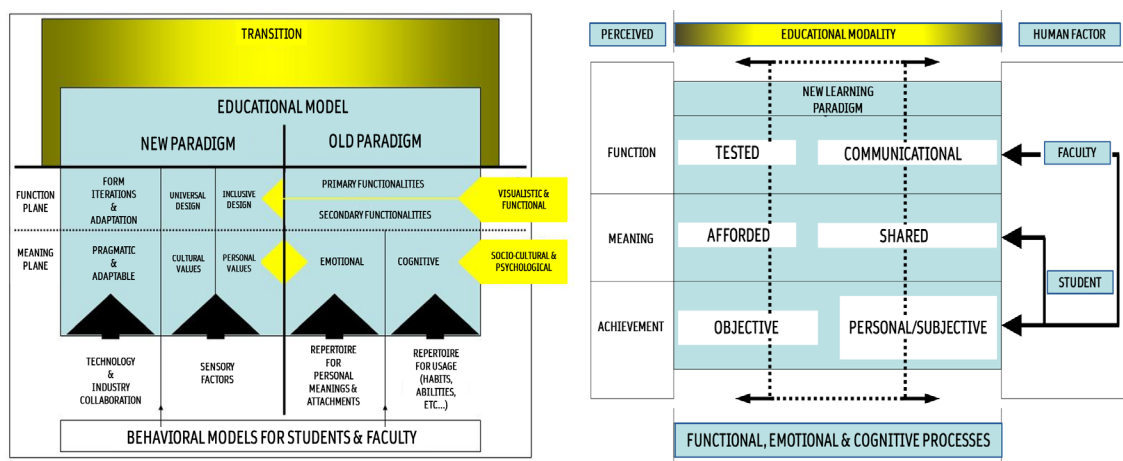 TRANSITION
EDUCATIONAL MODEL
NEW PARADIGM
OLD PARADIGM
FUNCTION
PLANE
FORM
ITERATIONS
&
ADAPTATION
UNIVERSAL
DESIGN
INCLUSIVE
DESIGN
PRIMARY FUNCTIONALITIES
SECONDARY FUNCTIONALITIES
VISUALISTIC &
FUNCTIONAL
MEANING
PLANE
PRAGMATIC
&
ADAPTABLE
CULTURAL
VALUES
PERSONAL
VALUES
EMOTIONAL
COGNITIVE
SOCIO-CULTURAL &
PSYCHOLOGICAL
TECHNOLOGY
&
INDUSTRY
COLLABORATION
SENSORY
FACTORS
REPERTOIRE
FOR
PERSONAL
MEANINGS &
ATTACHMENTS
REPERTOIRE
FOR USAGE
(HABITS,
ABILITIES,
ETC...)
BEHAVIORAL MODELS FOR STUDENTS & FACULTY
PERCEIVED
EDUCATIONAL MODALITY
HUMAN FACTOR
NEW LEARNING
PARADIGM
FUNCTION
TESTED
COMMUNICATIONAL
FACULTY
MEANING
AFFORDED
SHARED
STUDENT
ACHIEVEMENT
OBJECTIVE
PERSONAL/SUBJECTIVE
FUNCTIONAL, EMOTIONAL & COGNITIVE PROCESSES